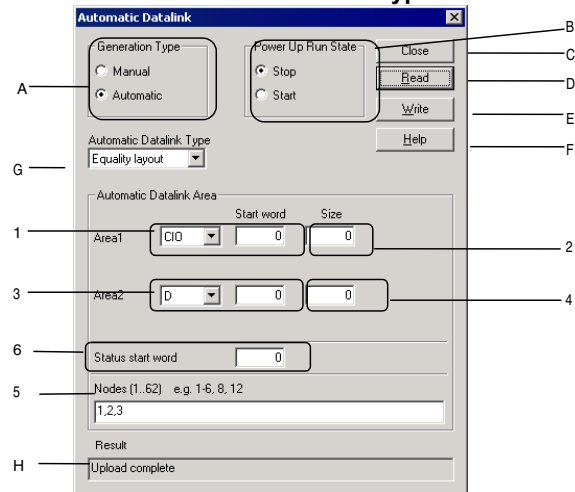 Automatic Datalink
B
Generation Type
Power Up Run State
Close
C
Manual
Stop
Read
D
A
Automatic
Start
Write
E
Automatic Datalink Type
Help
F
G
Equality layout
Automatic Datalink Area
Start word Size
1
Area1 CIO 0 0
2
3
Area2 D 0 0
4
6
Status start word 0
5
Nodes (1..62) e.g. 1-6, 8, 12
1,2,3
Result
H
Upload complete